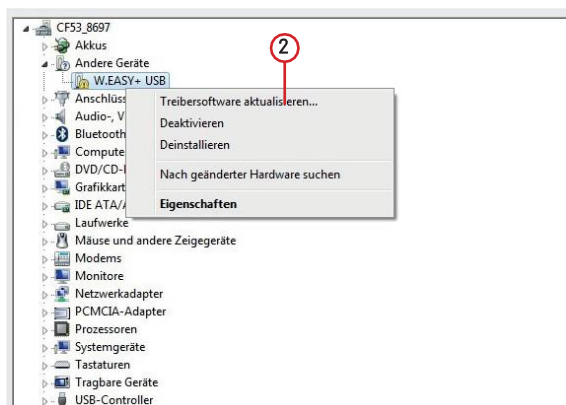 CF53_8697
Akkus
2
Andere Geräte
W.EASY+ USB
Anschlüss
Treibersoftware aktualisieren...
Audio-, V
Deaktivieren
Bluetooth
Deinstallieren
Compute
DVD/CD-
Nach geänderter Hardware suchen
Grafikkart
IDE ATA/A
Eigenschaften
Laufwerke
Mäuse und andere Zeigegeräte
Modems
Monitore
Netzwerkadapter
PCMCIA-Adapter
Prozessoren
Systemgeräte
Tastaturen
Tragbare Geräte
USB-Controller